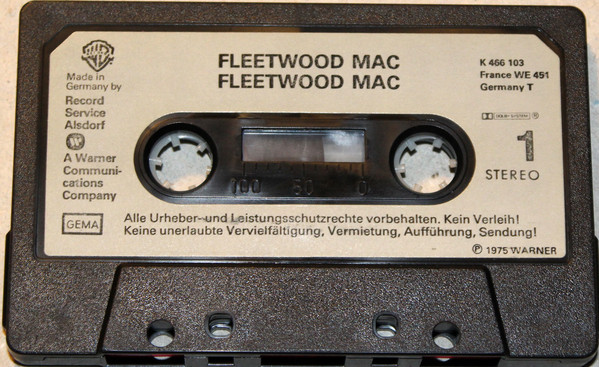 FLEETWOOD MAC
FLEETWOOD MAC
Made in
Germany by
Record
Service
Alsdorf
A Warner
Communi-
cations
Company
GEMA
K 466 103
France WE 451
Germany T
DOLBY SYSTEM
1
STEREO
100 50 0
Alle Urheber- und Leistungsschutzrechte vorbehalten. Kein Verleih!
Keine unerlaubte Vervielfältigung, Vermietung, Aufführung, Sendung!
℗ 1975 WARNER